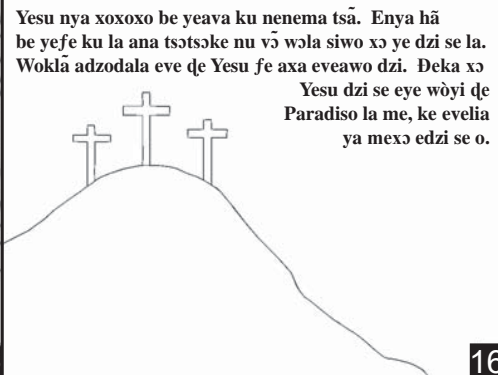 Yesu nya xoxoxo be yeava ku nenema tsã. Enya hã
be yeƒe ku la ana tsɔtsɔke nu vɔ̃ wɔla siwo xɔ ye dzi se la.
Woklã adzodala eve ɖe Yesu ƒe axa eveawo dzi. Ɖeka xɔ
Yesu dzi se eye wòyi ɖe
Paradiso la me, ke evelia
ya mexɔ edzi se o.
16